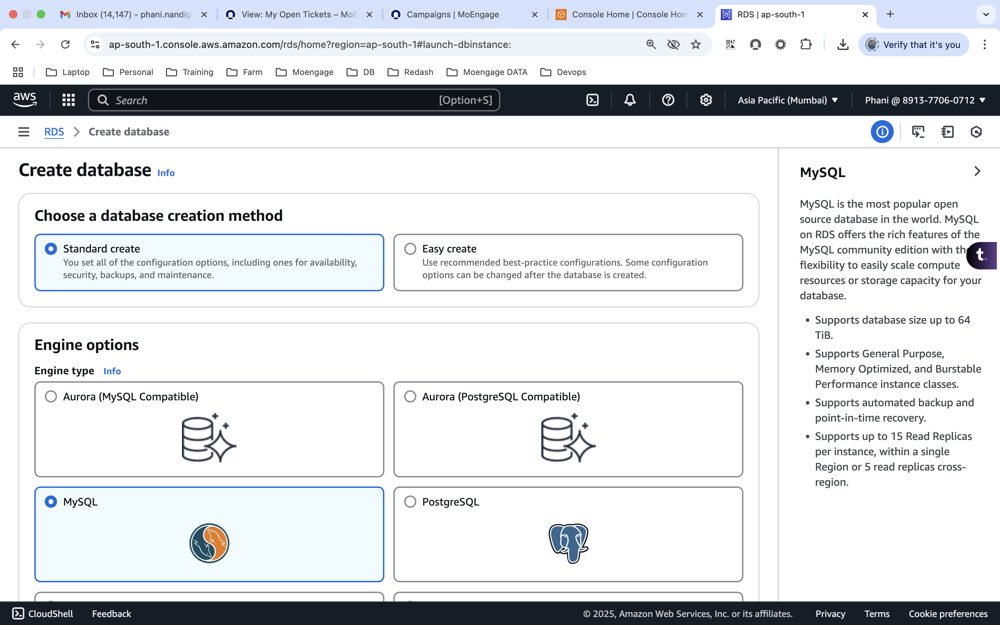 Inbox (14,147) - phani.nandig
View: My Open Tickets – MoE
Campaigns | MoEngage
Console Home | Console Hom
RDS | ap-south-1
ap-south-1.console.aws.amazon.com/rds/home?region=ap-south-1#launch-dbinstance:
Verify that it's you
Laptop
Personal
Training
Farm
Moengage
DB
Redash
Moengage DATA
Devops
aws
Search
[Option+S]
Asia Pacific (Mumbai)
Phani @ 8913-7706-0712
RDS
Create database
Create database Info
Choose a database creation method
Standard create
You set all of the configuration options, including ones for availability,
security, backups, and maintenance.
Easy create
Use recommended best-practice configurations. Some configuration
options can be changed after the database is created.
Engine options
Engine type Info
Aurora (MySQL Compatible)
Aurora (PostgreSQL Compatible)
MySQL
PostgreSQL
MySQL
MySQL is the most popular open
source database in the world. MySQL
on RDS offers the rich features of the
MySQL community edition with the
flexibility to easily scale compute
resources or storage capacity for your
database.
• Supports database size up to 64
TiB.
• Supports General Purpose,
Memory Optimized, and Burstable
Performance instance classes.
• Supports automated backup and
point-in-time recovery.
• Supports up to 15 Read Replicas
per instance, within a single
Region or 5 read replicas cross-
region.
t.
CloudShell
Feedback
© 2025, Amazon Web Services, Inc. or its affiliates.
Privacy
Terms
Cookie preferences